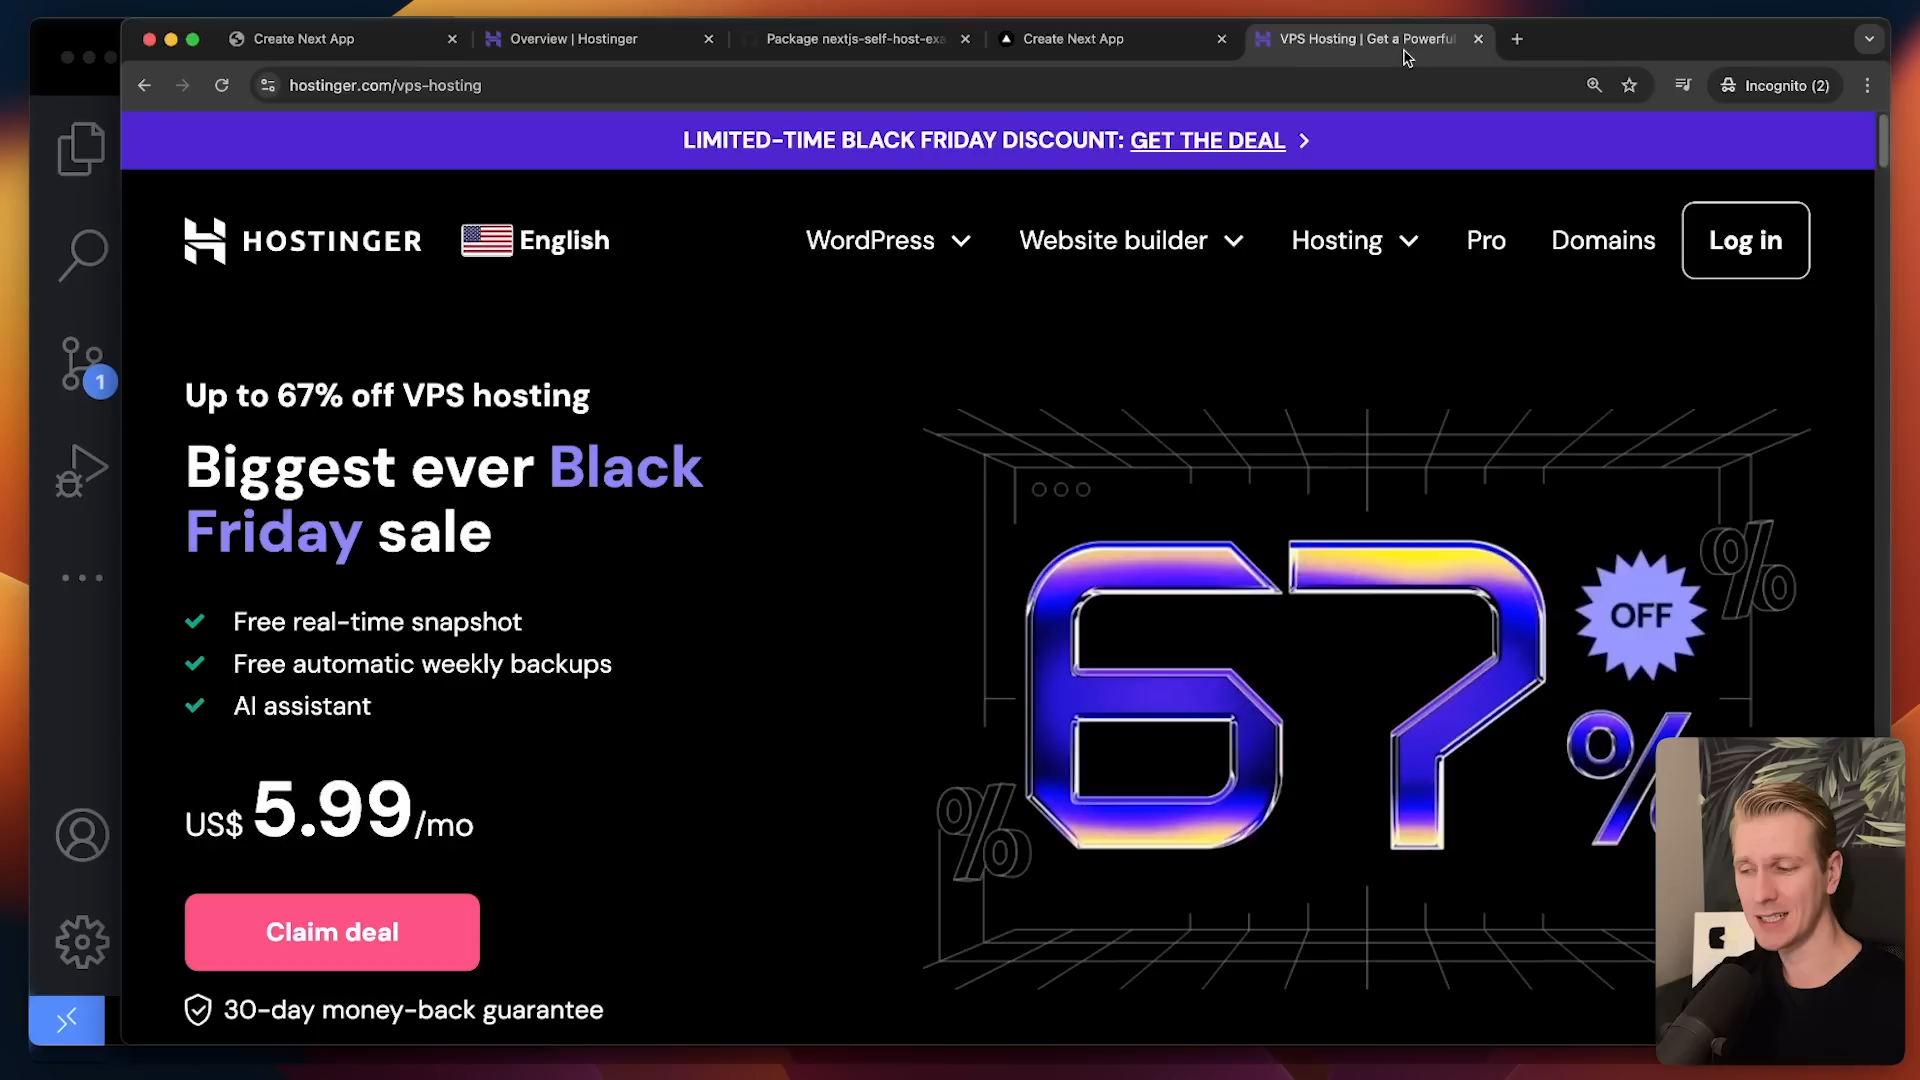 Create Next App
Overview | Hostinger
Package nextjs-self-host-exa
Create Next App
VPS Hosting | Get a Powerful
hostinger.com/vps-hosting
Incognito (2)
LIMITED-TIME BLACK FRIDAY DISCOUNT: GET THE DEAL
HOSTINGER
English
WordPress
Website builder
Hosting
Pro
Domains
Log in
Up to 67% off VPS hosting
Biggest ever Black
Friday sale
Free real-time snapshot
Free automatic weekly backups
AI assistant
US$ 5.99/mo
Claim deal
30-day money-back guarantee
67%
OFF
%
%
1